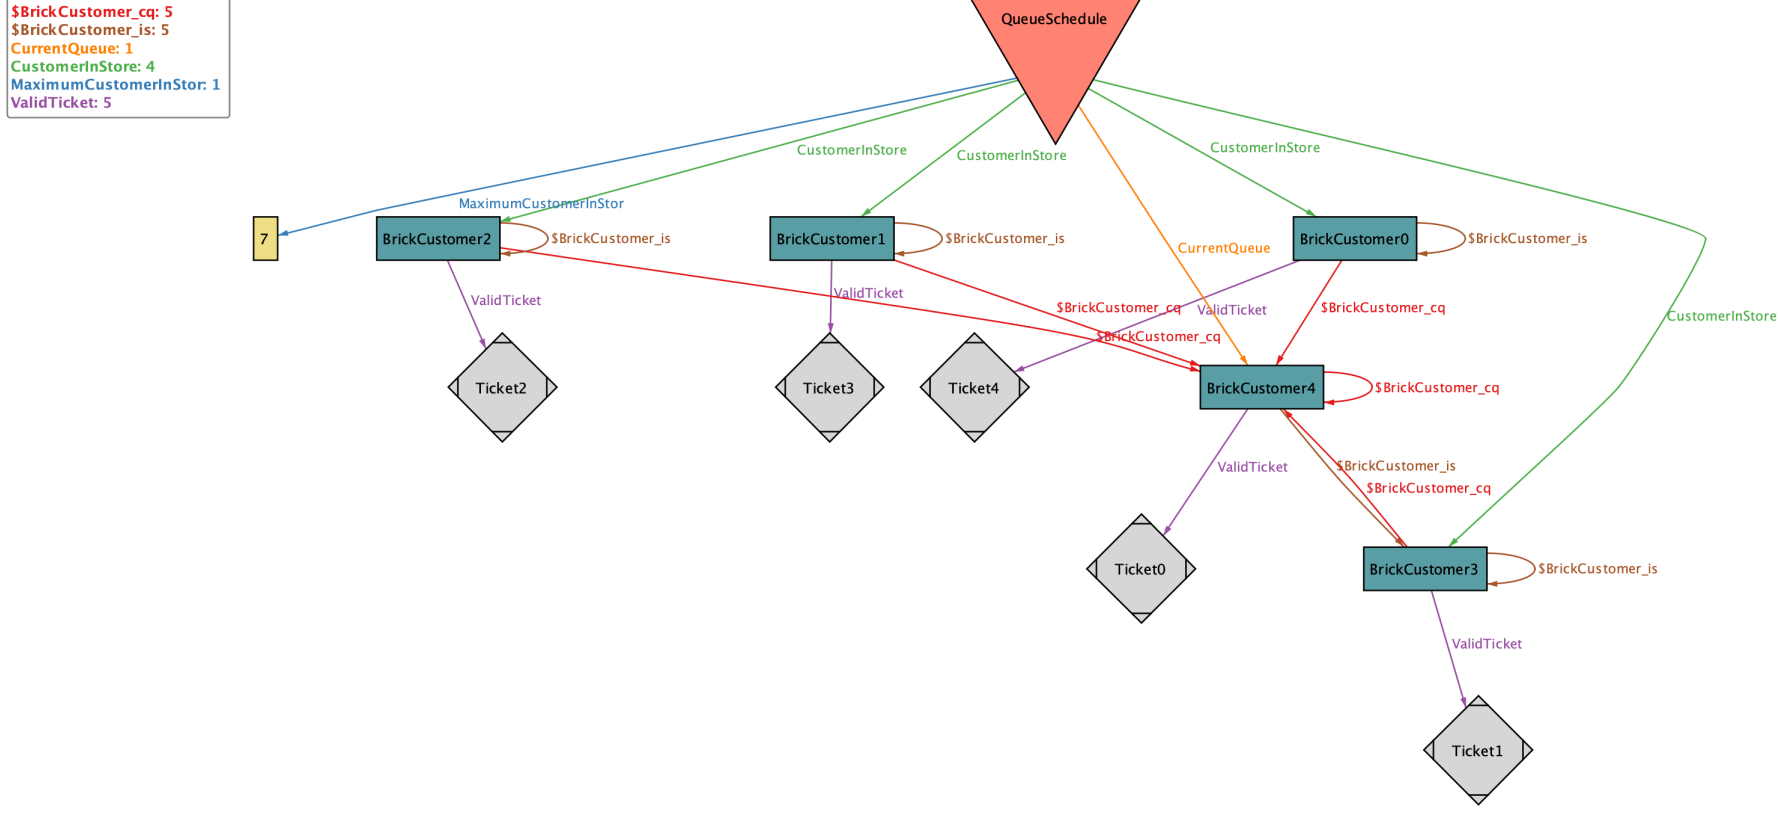 $BrickCustomer_cq: 5
$BrickCustomer_is: 5
CurrentQueue: 1
CustomerInStore: 4
MaximumCustomerInStor: 1
ValidTicket: 5
QueueSchedule
CustomerInStore
CustomerInStore
CustomerInStore
MaximumCustomerInStor
7
BrickCustomer2
$BrickCustomer_is
BrickCustomer1
$BrickCustomer_is
CurrentQueue
BrickCustomer0
$BrickCustomer_is
ValidTicket
ValidTicket
$BrickCustomer_cq
ValidTicket
$BrickCustomer_cq
CustomerInStore
$BrickCustomer_cq
Ticket2
Ticket3
Ticket4
BrickCustomer4
$BrickCustomer_cq
ValidTicket
$BrickCustomer_is
$BrickCustomer_cq
Ticket0
BrickCustomer3
$BrickCustomer_is
ValidTicket
Ticket1